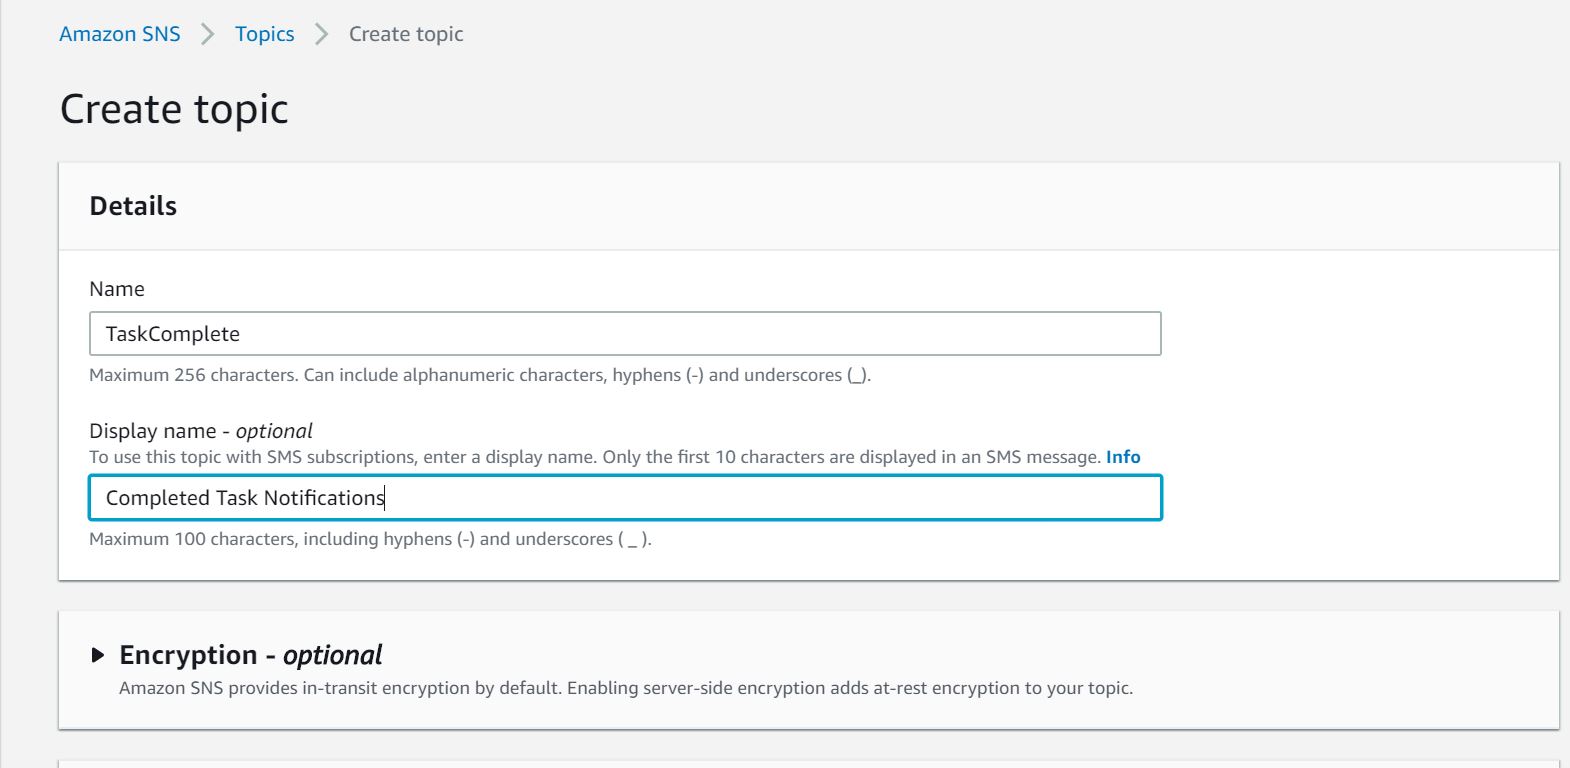 Amazon SNS > Topics > Create topic
Create topic
Details
Name
TaskComplete
Maximum 256 characters. Can include alphanumeric characters, hyphens (-) and underscores (_).
Display name - optional
To use this topic with SMS subscriptions, enter a display name. Only the first 10 characters are displayed in an SMS message. Info
Completed Task Notifications
Maximum 100 characters, including hyphens (-) and underscores ( _ ).
Encryption - optional
Amazon SNS provides in-transit encryption by default. Enabling server-side encryption adds at-rest encryption to your topic.